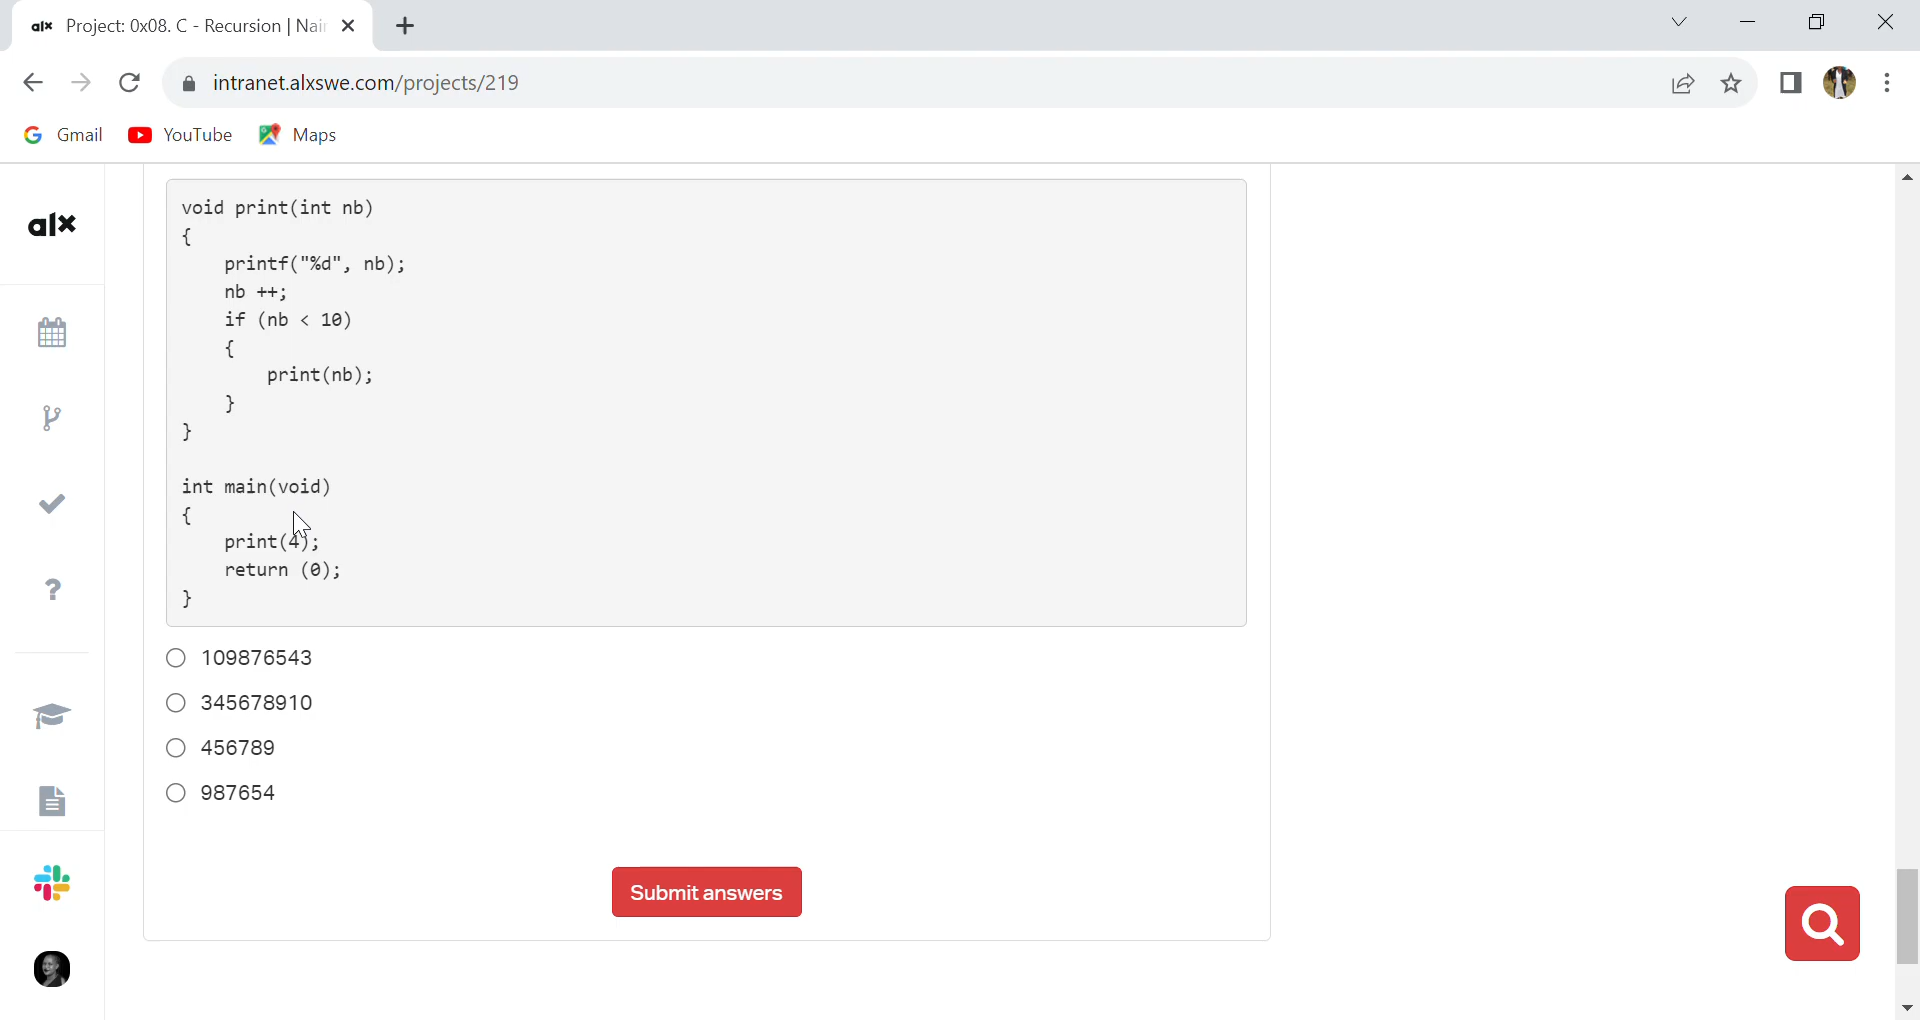 alx Project: 0x08. C - Recursion | Nai
intranet.alxswe.com/projects/219
Gmail YouTube Maps
alx
void print(int nb)
{
    printf("%d", nb);
    nb ++;
    if (nb < 10)
    {
        print(nb);
    }
}
int main(void)
{
    print(4);
    return (0);
}
109876543
345678910
456789
987654
Submit answers